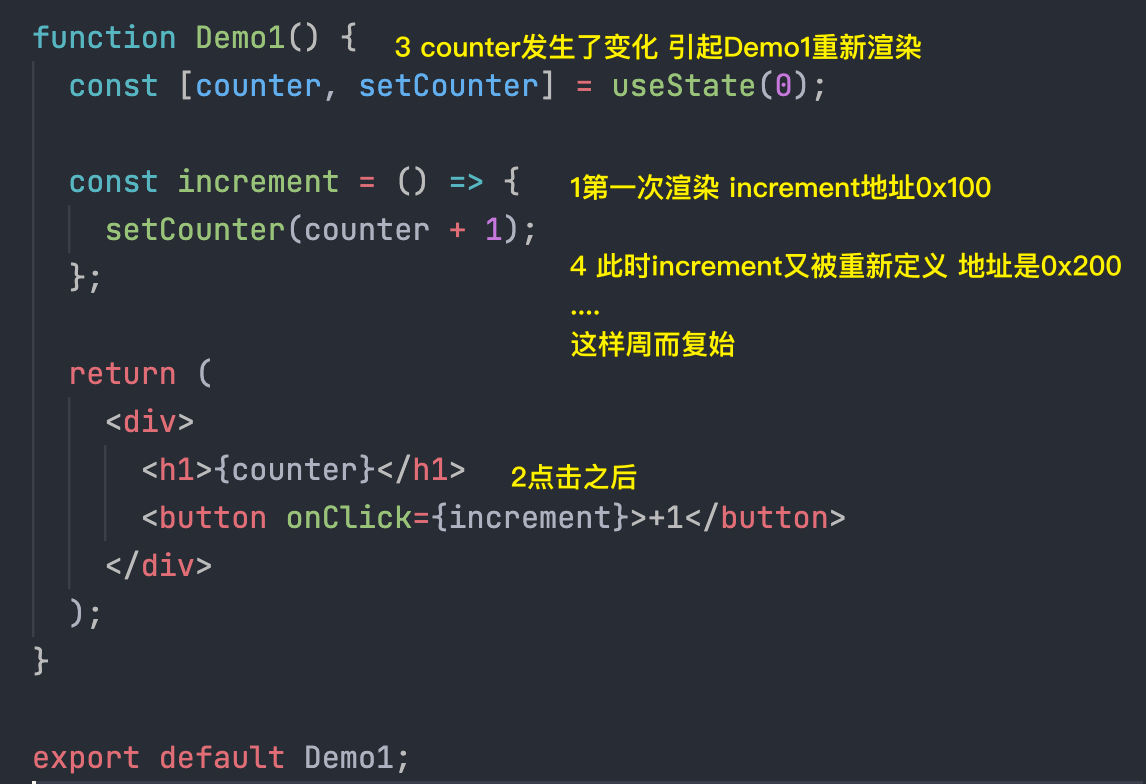 function Demo1() { 3 counter发生了变化 引起Demo1重新渲染
const [counter, setCounter] = useState(0);
const increment = () => { 1第一次渲染 increment地址0x100
setCounter(counter + 1);
}; 4 此时increment又被重新定义 地址是0x200
....
这样周而复始
return (
<div>
<h1>{counter}</h1> 2点击之后
<button onClick={increment}>+1</button>
</div>
);
}
export default Demo1;